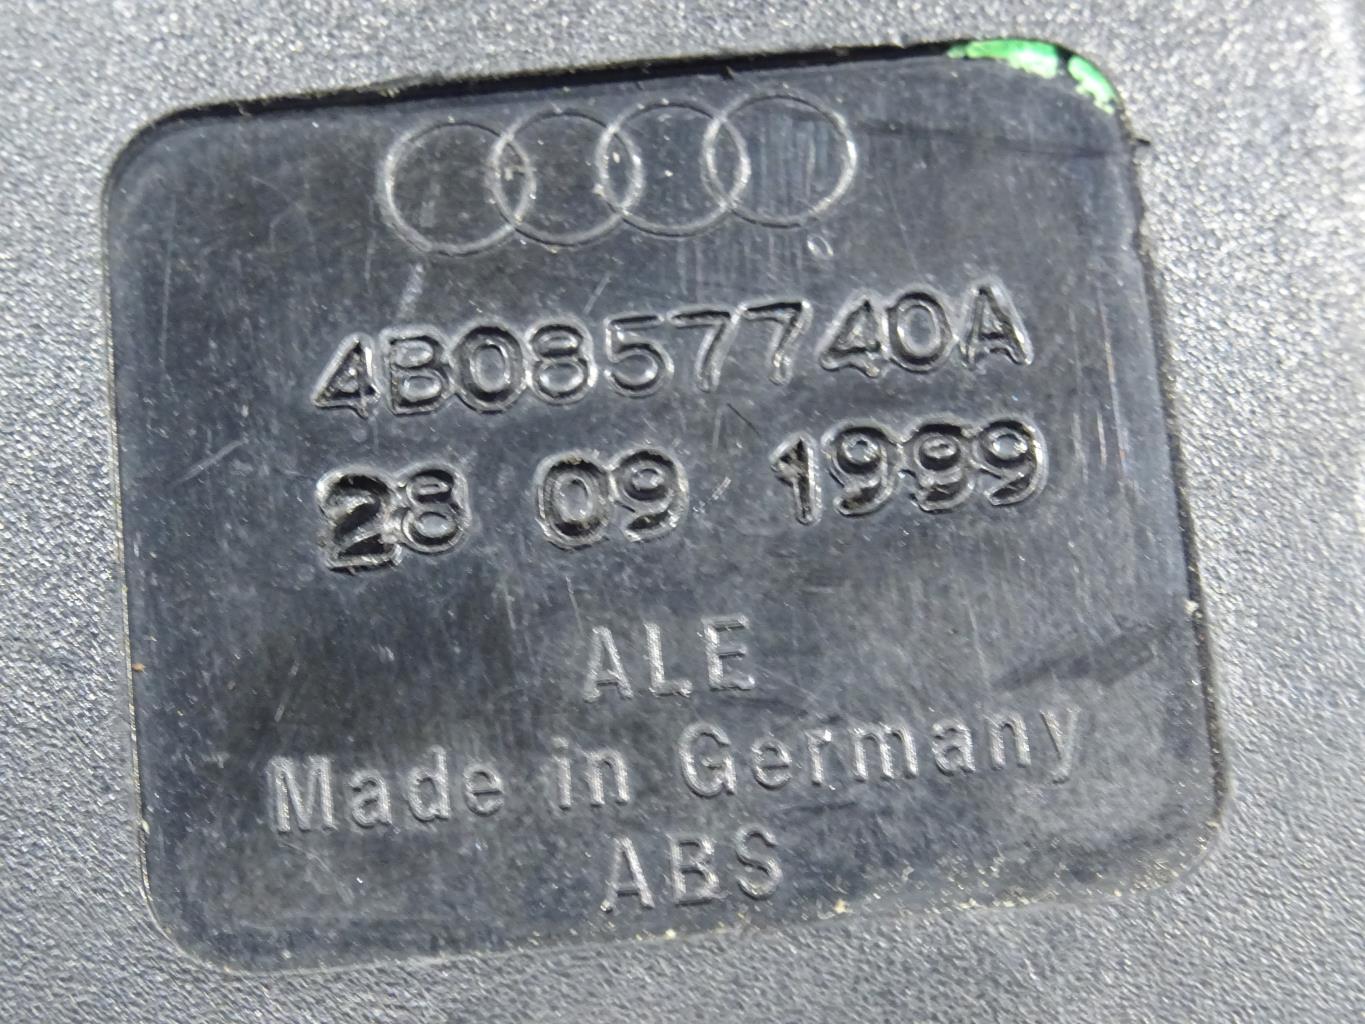 4B0857740A
28 09 1999
ALE
Made in Germany
ABS